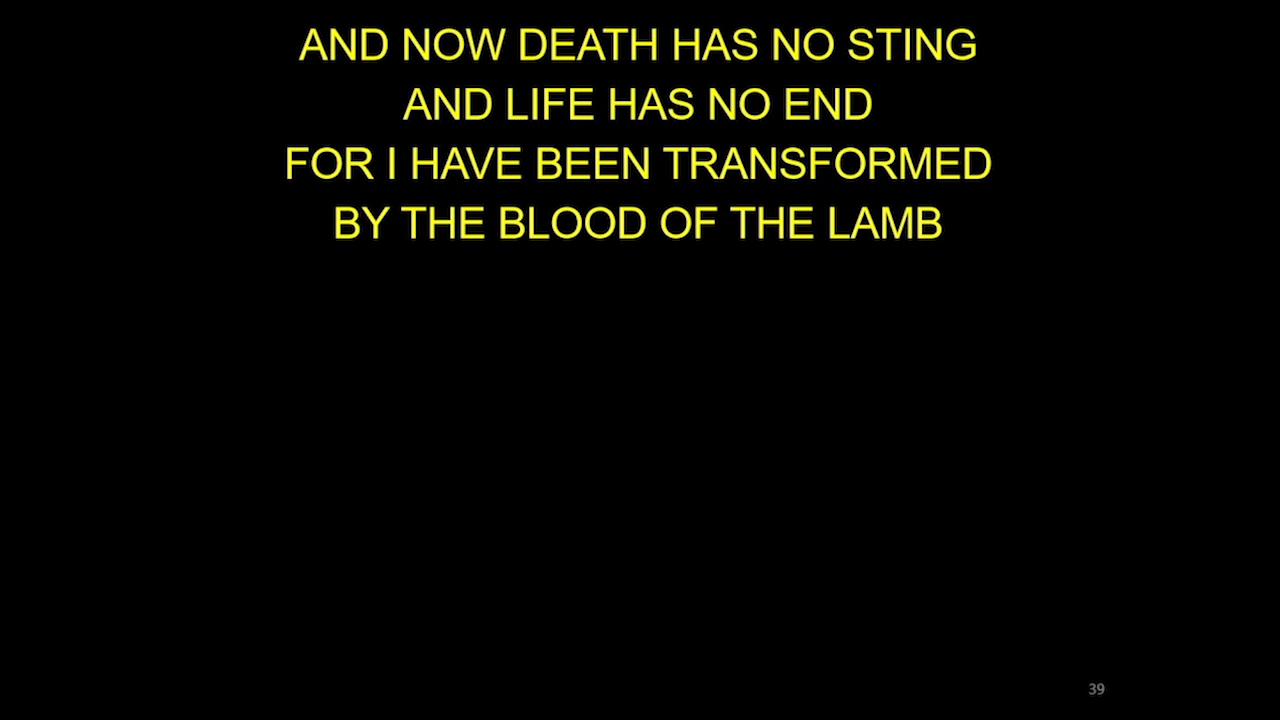 AND NOW DEATH HAS NO STING
AND LIFE HAS NO END
FOR I HAVE BEEN TRANSFORMED
BY THE BLOOD OF THE LAMB
39